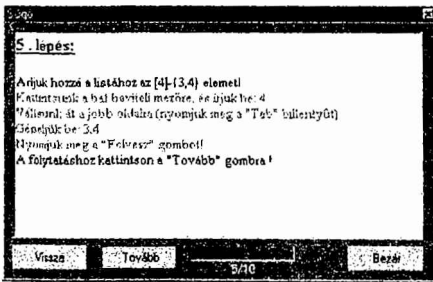 Súgó
5. lépés:
Adjuk hozzá a listához az [4]-{3,4} elemet!
Kattintsunk a bal beviteli mezőre, és írjuk be: 4
Váltsunk át a jobb oldalra (nyomjuk meg a "Tab" billentyűt)
Gépeljük be: 3,4
Nyomjuk meg a "Felvesz" gombot!
A folytatáshoz kattintson a "Tovább" gombra!
Vissza Tovább 5/10 Bezár